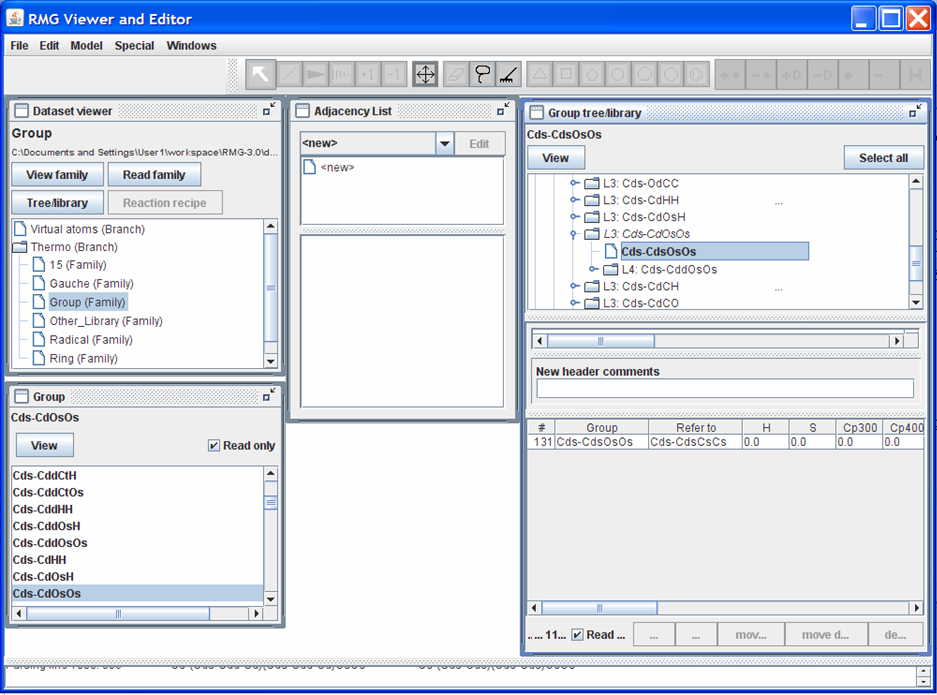 RMG Viewer and Editor
File Edit Model Special Windows
+1 -1 +D -D H
Dataset viewer
Group
C:\Documents and Settings\User1\workspace\RMG-3.0\d...
View family Read family
Tree/library Reaction recipe
Virtual atoms (Branch)
Thermo (Branch)
15 (Family)
Gauche (Family)
Group (Family)
Other_Library (Family)
Radical (Family)
Ring (Family)
Group
Cds-CdOsOs
View Read only
Cds-CddCtH
Cds-CddCtOs
Cds-CddHH
Cds-CddOsH
Cds-CddOsOs
Cds-CdHH
Cds-CdOsH
Cds-CdOsOs
Adjacency List
<new> Edit
<new>
Group tree/library
Cds-CdsOsOs
View Select all
L3: Cds-OdCC
L3: Cds-CdHH ...
L3: Cds-CdOsH
L3: Cds-CdOsOs
Cds-CdsOsOs
L4: Cds-CddOsOs
L3: Cds-CdCH ...
L3: Cds-CdCO
New header comments
# Group Refer to H S Cp300 Cp400
131 Cds-CdsOsOs Cds-CdsCsCs 0.0 0.0 0.0 0.0
.. ... 11... Read ... ... ... mov... move d... de...